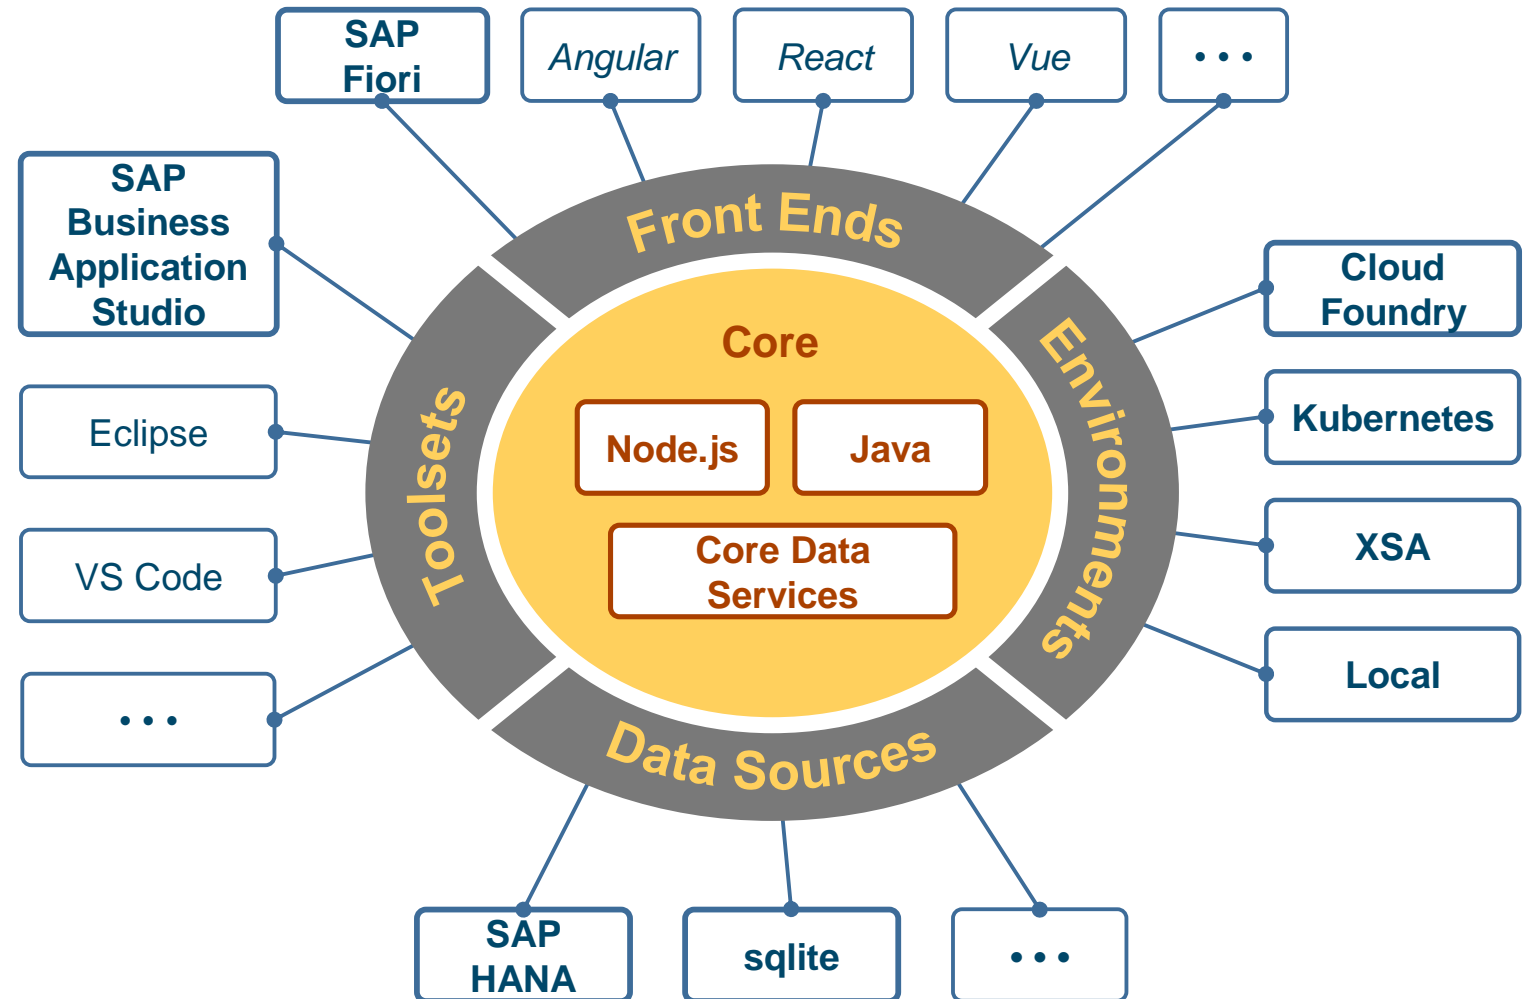 SAP
Fiori
Angular
React
Vue
• • •
SAP
Business
Application
Studio
Eclipse
VS Code
• • •
Front Ends
Toolsets
Environments
Data Sources
Core
Node.js
Java
Core Data
Services
Cloud
Foundry
Kubernetes
XSA
Local
SAP
HANA
sqlite
• • •